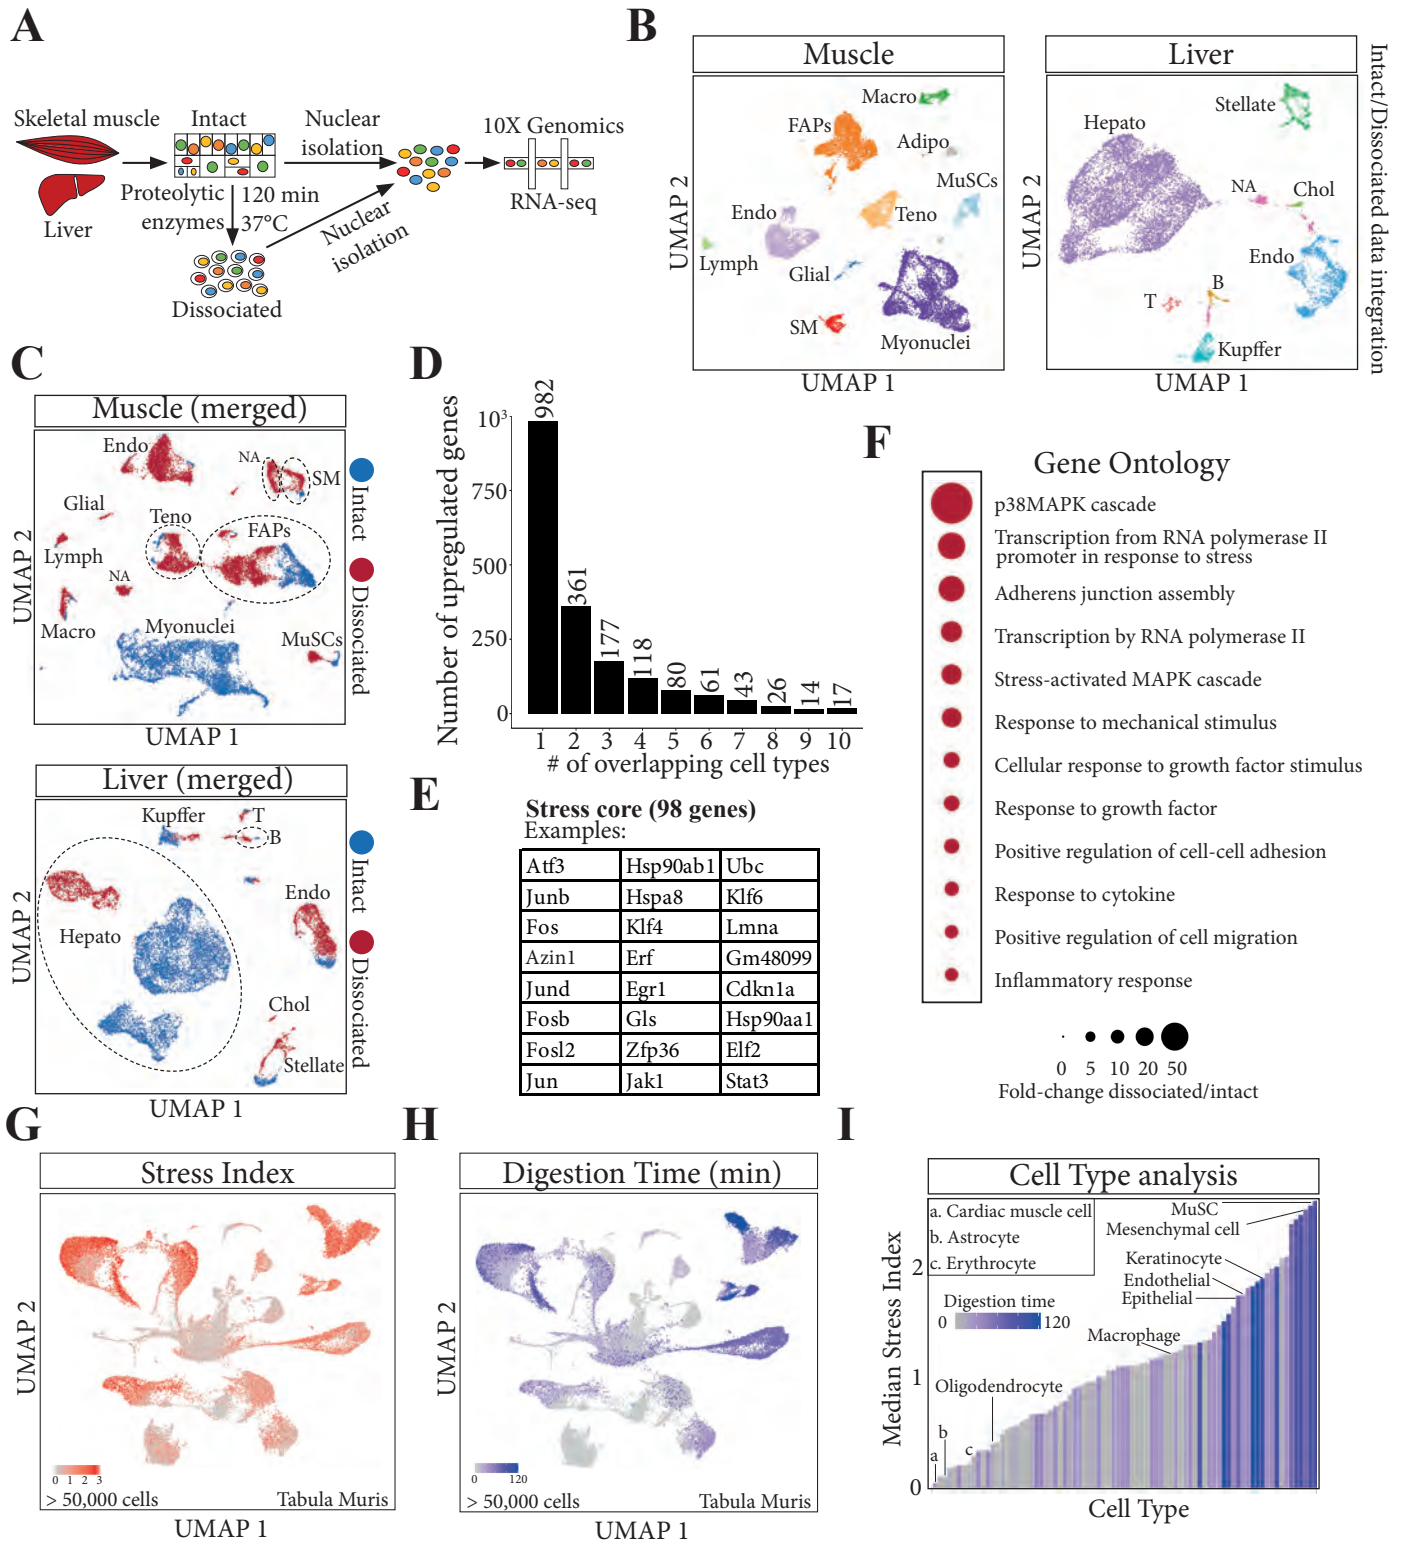 A
Skeletal muscle
Liver
Intact
Nuclear
isolation
10X Genomics
RNA-seq
Proteolytic
enzymes
120 min
37°C
Nuclear
isolation
Dissociated
B
Muscle
Liver
Macro
FAPs
Adipo
MuSCs
Endo
Teno
Lymph
Glial
SM
Myonuclei
UMAP 2
UMAP 1
Stellate
Hepato
NA
Chol
Endo
B
T
Kupffer
UMAP 2
UMAP 1
Intact/Dissociated data integration
C
Muscle (merged)
Endo
NA
SM
Glial
Teno
FAPs
Lymph
NA
Macro
Myonuclei
MuSCs
UMAP 2
UMAP 1
Intact
Dissociated
Liver (merged)
Kupffer
T
B
Endo
Hepato
Chol
Stellate
UMAP 2
UMAP 1
Intact
Dissociated
D
Number of upregulated genes
10³
750
500
250
0
982
361
177
118
80
61
43
26
14
17
1 2 3 4 5 6 7 8 9 10
# of overlapping cell types
E
Stress core (98 genes)
Examples:
Atf3 Hsp90ab1 Ubc
Junb Hspa8 Klf6
Fos Klf4 Lmna
Azin1 Erf Gm48099
Jund Egr1 Cdkn1a
Fosb Gls Hsp90aa1
Fosl2 Zfp36 Elf2
Jun Jak1 Stat3
F
Gene Ontology
p38MAPK cascade
Transcription from RNA polymerase II
promoter in response to stress
Adherens junction assembly
Transcription by RNA polymerase II
Stress-activated MAPK cascade
Response to mechanical stimulus
Cellular response to growth factor stimulus
Response to growth factor
Positive regulation of cell-cell adhesion
Response to cytokine
Positive regulation of cell migration
Inflammatory response
0 5 10 20 50
Fold-change dissociated/intact
G
Stress Index
UMAP 2
0 1 2 3
> 50,000 cells
Tabula Muris
UMAP 1
H
Digestion Time (min)
UMAP 2
0 120
> 50,000 cells
Tabula Muris
UMAP 1
I
Cell Type analysis
a. Cardiac muscle cell
b. Astrocyte
c. Erythrocyte
MuSC
Mesenchymal cell
Keratinocyte
Endothelial
Epithelial
Digestion time
0 120
Macrophage
Oligodendrocyte
a
b
c
Median Stress Index
2
1
0
Cell Type